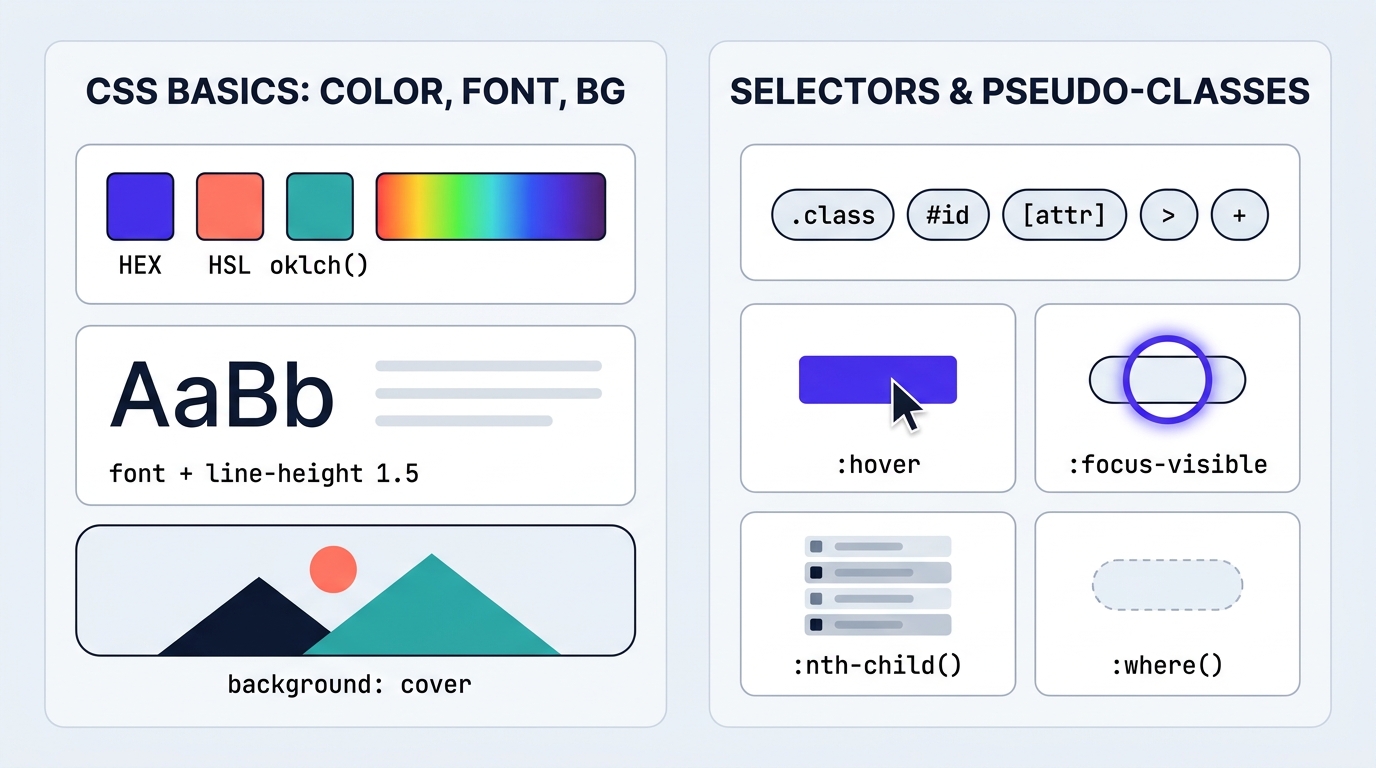 CSS BASICS: COLOR, FONT, BG
HEX HSL oklch()
AaBb
font + line-height 1.5
background: cover
SELECTORS & PSEUDO-CLASSES
.class #id [attr] > +
:hover
:focus-visible
:nth-child()
:where()